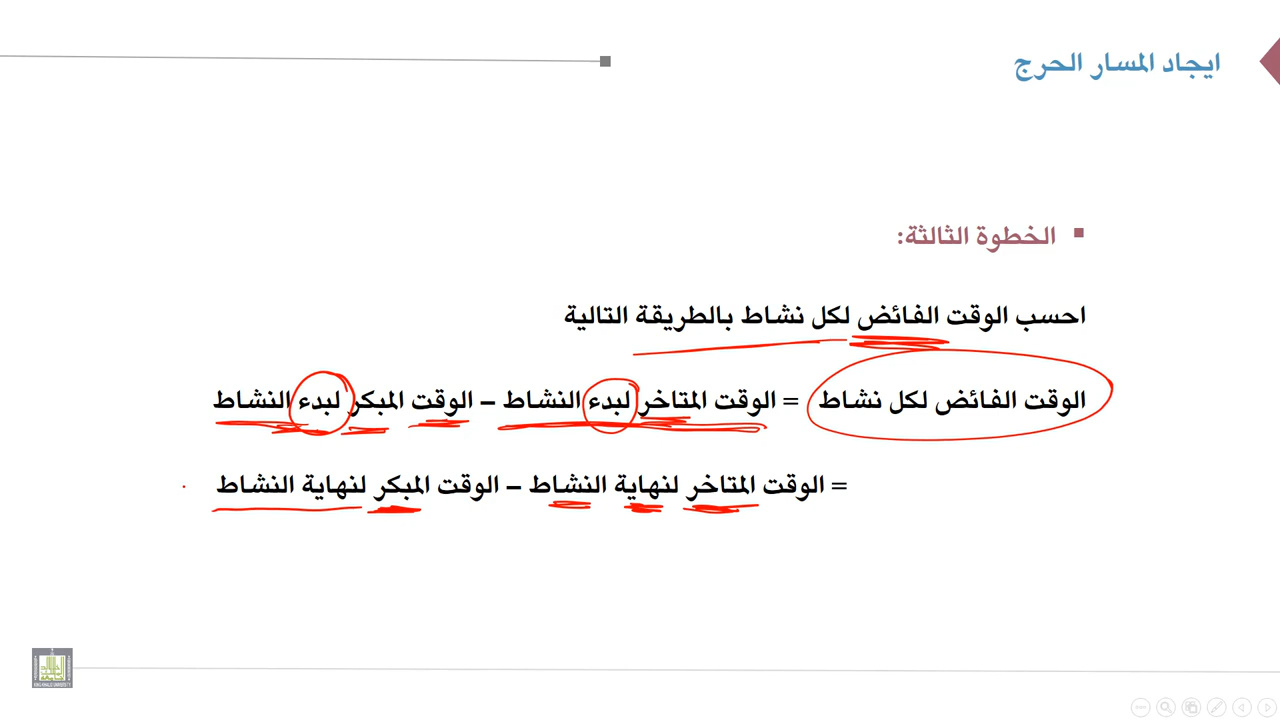 ايجاد المسار الحرج
الخطوة الثالثة:
احسب الوقت الفائض لكل نشاط بالطريقة التالية
الوقت الفائض لكل نشاط = الوقت المتاخر لبدء النشاط – الوقت المبكر لبدء النشاط
= الوقت المتاخر لنهاية النشاط – الوقت المبكر لنهاية النشاط